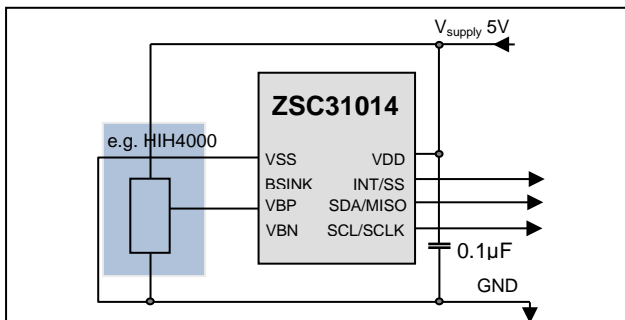 Vsupply 5V
ZSC31014
e.g. HIH4000
VSS VDD
BSINK INT/SS
VBP SDA/MISO
VBN SCL/SCLK
0.1µF
GND